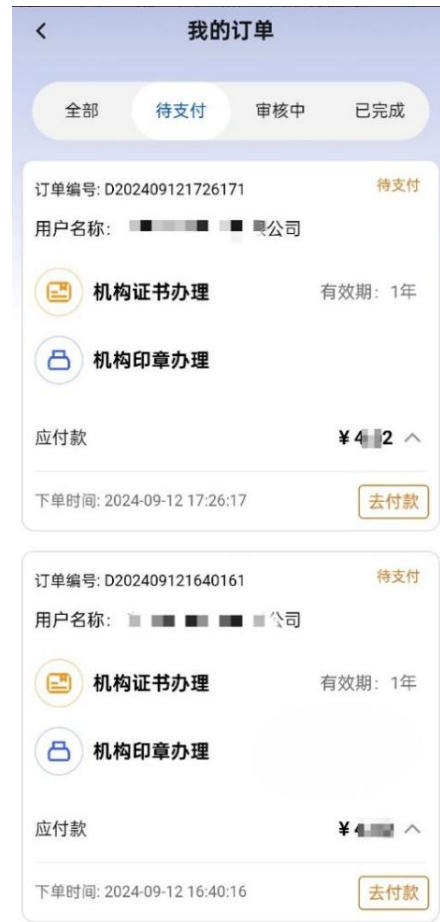 我的订单
全部 待支付 审核中 已完成
订单编号: D202409121726171 待支付
用户名称: 公司
机构证书办理 有效期: 1年
机构印章办理
应付款 ¥4 2
下单时间: 2024-09-12 17:26:17 去付款
订单编号: D202409121640161 待支付
用户名称: 公司
机构证书办理 有效期: 1年
机构印章办理
应付款 ¥
下单时间: 2024-09-12 16:40:16 去付款